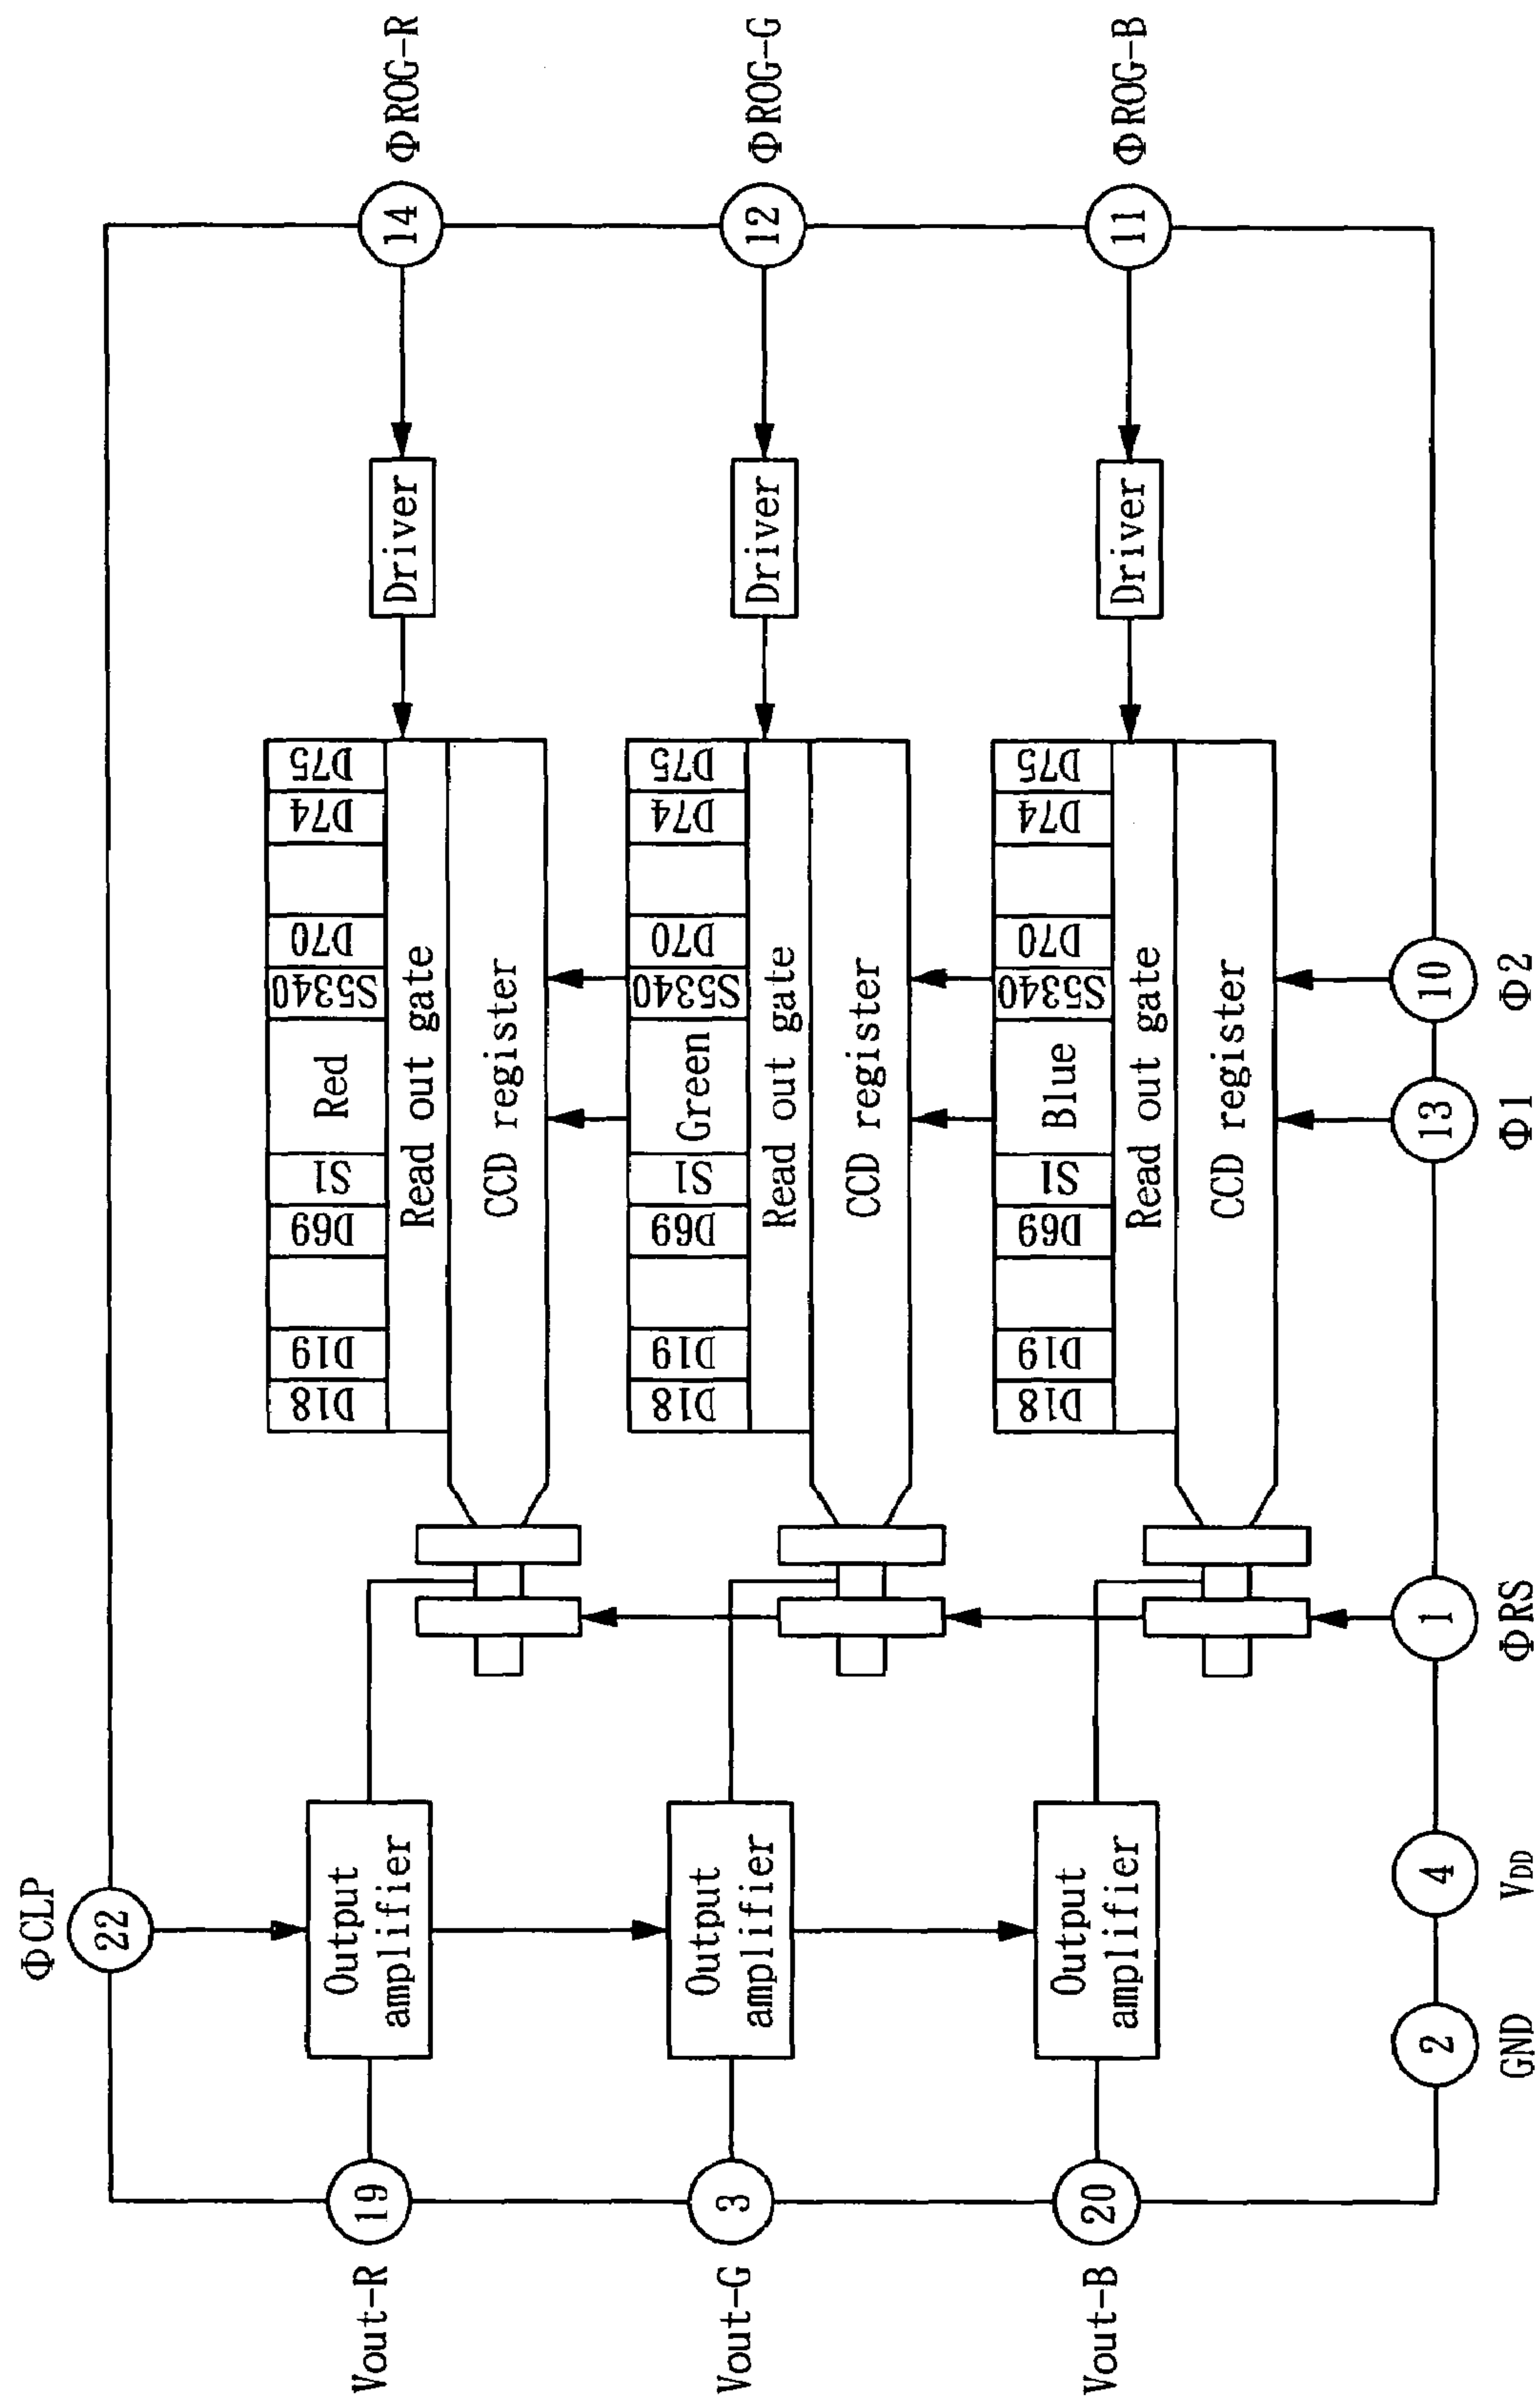 ΦCLP
22
Vout-R
19
Output
amplifier
D18
D19
D69
S1
Red
S5340
D70
D74
D75
Read out gate
CCD register
Driver
14
ΦROG-R
Vout-G
3
Output
amplifier
D18
D19
D69
S1
Green
S5340
D70
D74
D75
Read out gate
CCD register
Driver
12
ΦROG-G
Vout-B
20
Output
amplifier
D18
D19
D69
S1
Blue
S5340
D70
D74
D75
Read out gate
CCD register
Driver
11
ΦROG-B
2
GND
4
VDD
1
ΦRS
13
Φ1
10
Φ2